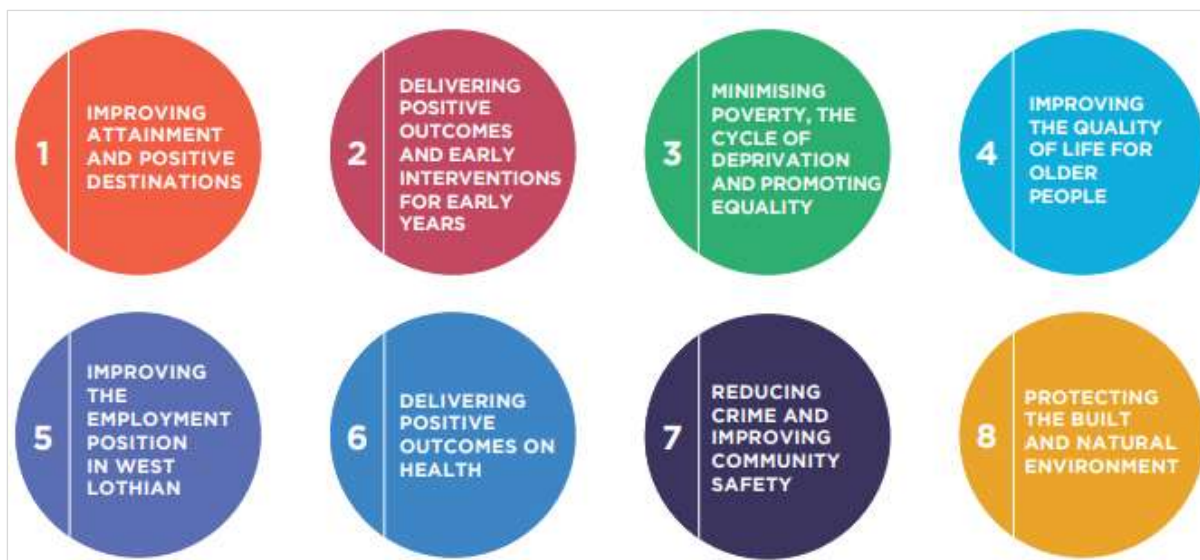 1
IMPROVING
ATTAINMENT
AND POSITIVE
DESTINATIONS
2
DELIVERING
POSITIVE
OUTCOMES
AND EARLY
INTERVENTIONS
FOR EARLY
YEARS
3
MINIMISING
POVERTY, THE
CYCLE OF
DEPRIVATION
AND PROMOTING
EQUALITY
4
IMPROVING
THE QUALITY
OF LIFE FOR
OLDER
PEOPLE
5
IMPROVING
THE
EMPLOYMENT
POSITION
IN WEST
LOTHIAN
6
DELIVERING
POSITIVE
OUTCOMES ON
HEALTH
7
REDUCING
CRIME AND
IMPROVING
COMMUNITY
SAFETY
8
PROTECTING
THE BUILT
AND NATURAL
ENVIRONMENT